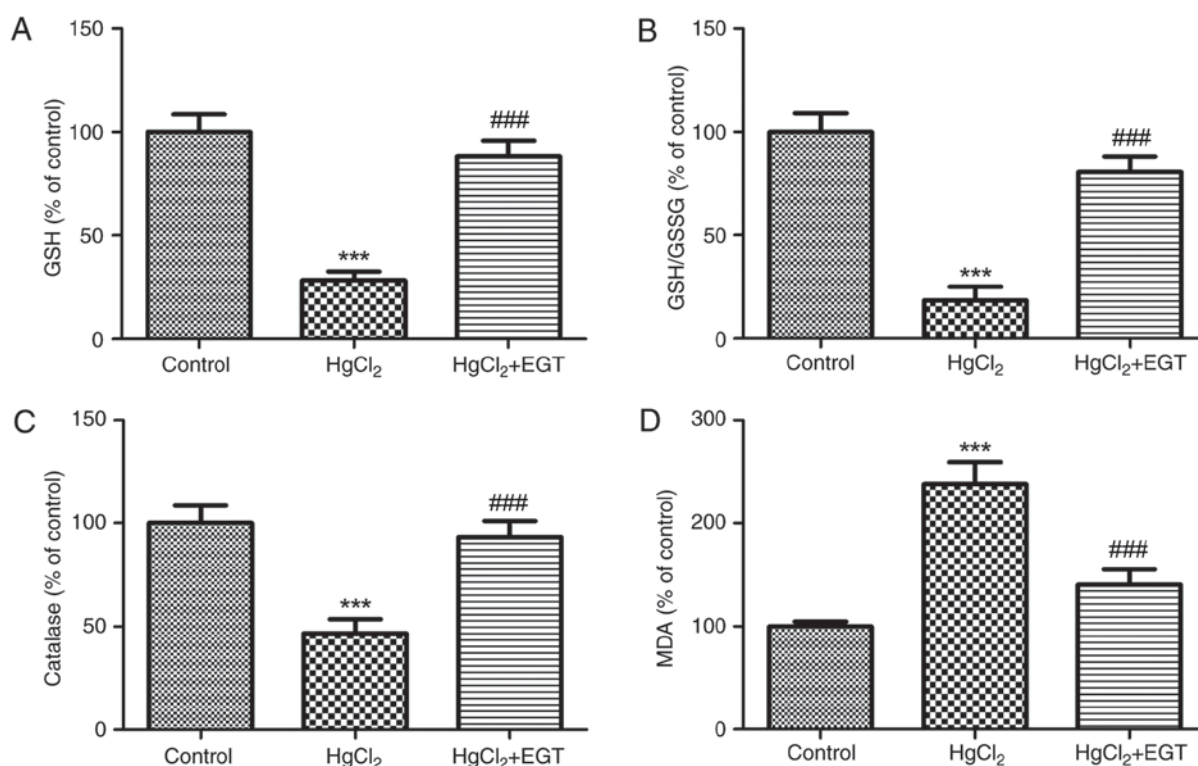 A
GSH (% of control)
150
100
50
0
***
###
Control
HgCl₂
HgCl₂+EGT
B
GSH/GSSG (% of control)
150
100
50
0
***
###
Control
HgCl₂
HgCl₂+EGT
C
Catalase (% of control)
150
100
50
0
***
###
Control
HgCl₂
HgCl₂+EGT
D
MDA (% of control)
300
200
100
0
***
###
Control
HgCl₂
HgCl₂+EGT